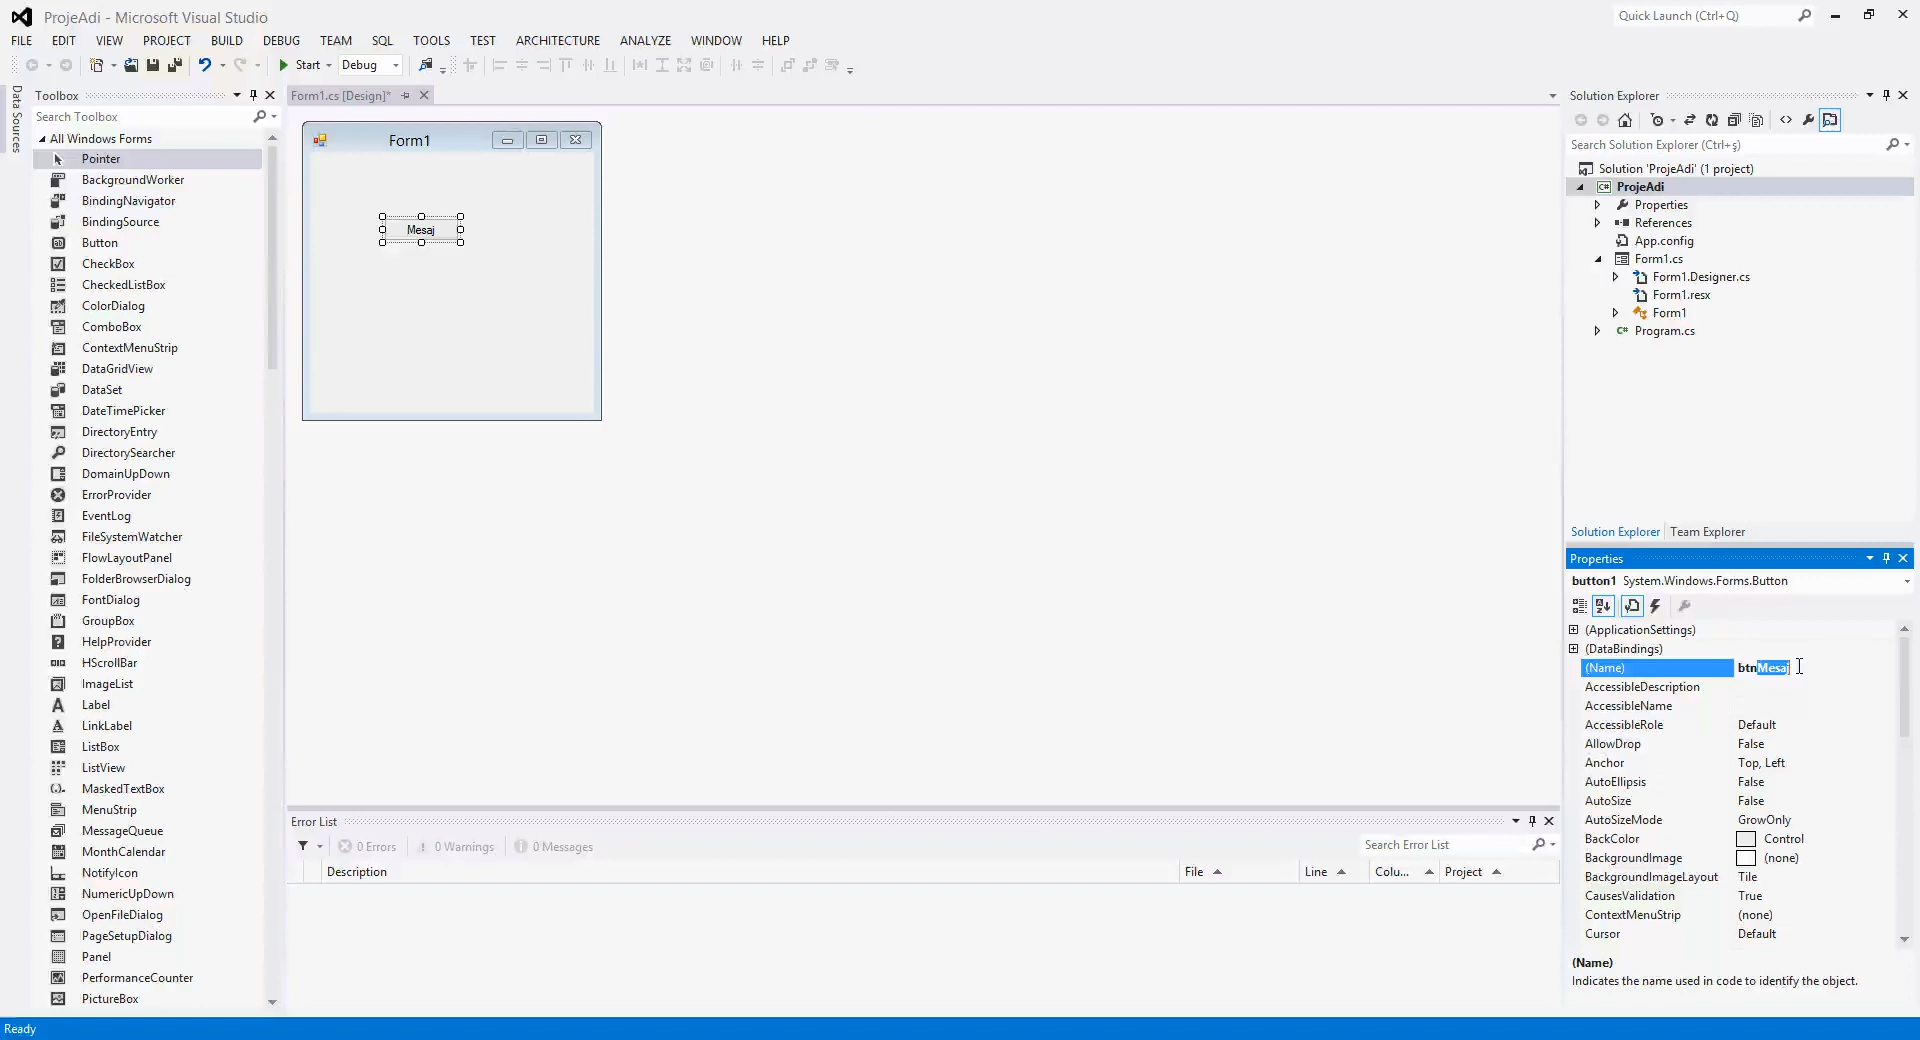 ProjeAdi - Microsoft Visual Studio
Quick Launch (Ctrl+Q)
FILE EDIT VIEW PROJECT BUILD DEBUG TEAM SQL TOOLS TEST ARCHITECTURE ANALYZE WINDOW HELP
Start Debug
Data Sources
Toolbox
Search Toolbox
All Windows Forms
Pointer
BackgroundWorker
BindingNavigator
BindingSource
Button
CheckBox
CheckedListBox
ColorDialog
ComboBox
ContextMenuStrip
DataGridView
DataSet
DateTimePicker
DirectoryEntry
DirectorySearcher
DomainUpDown
ErrorProvider
EventLog
FileSystemWatcher
FlowLayoutPanel
FolderBrowserDialog
FontDialog
GroupBox
HelpProvider
HScrollBar
ImageList
Label
LinkLabel
ListBox
ListView
MaskedTextBox
MenuStrip
MessageQueue
MonthCalendar
NotifyIcon
NumericUpDown
OpenFileDialog
PageSetupDialog
Panel
PerformanceCounter
PictureBox
Form1.cs [Design]*
Form1
Mesaj
Error List
0 Errors 0 Warnings 0 Messages
Search Error List
Description File Line Colu... Project
Solution Explorer
Search Solution Explorer (Ctrl+ş)
Solution 'ProjeAdi' (1 project)
ProjeAdi
Properties
References
App.config
Form1.cs
Form1.Designer.cs
Form1.resx
Form1
Program.cs
Solution Explorer Team Explorer
Properties
button1 System.Windows.Forms.Button
(ApplicationSettings)
(DataBindings)
(Name) btnMesaj
AccessibleDescription
AccessibleName
AccessibleRole Default
AllowDrop False
Anchor Top, Left
AutoEllipsis False
AutoSize False
AutoSizeMode GrowOnly
BackColor Control
BackgroundImage (none)
BackgroundImageLayout Tile
CausesValidation True
ContextMenuStrip (none)
Cursor Default
(Name)
Indicates the name used in code to identify the object.
Ready